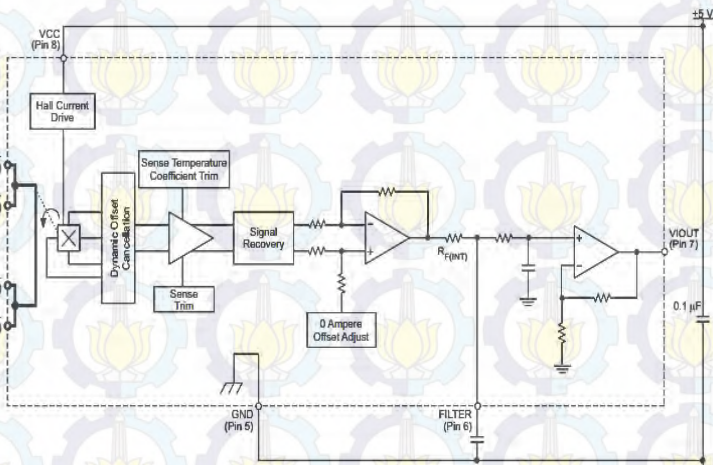 +5 V
VCC
(Pin 8)
Hall Current
Drive
Sense Temperature
Coefficient Trim
Dynamic Offset
Cancellation
Signal
Recovery
Sense
Trim
0 Ampere
Offset Adjust
RF(INT)
VIOUT
(Pin 7)
0.1 µF
GND
(Pin 5)
FILTER
(Pin 6)